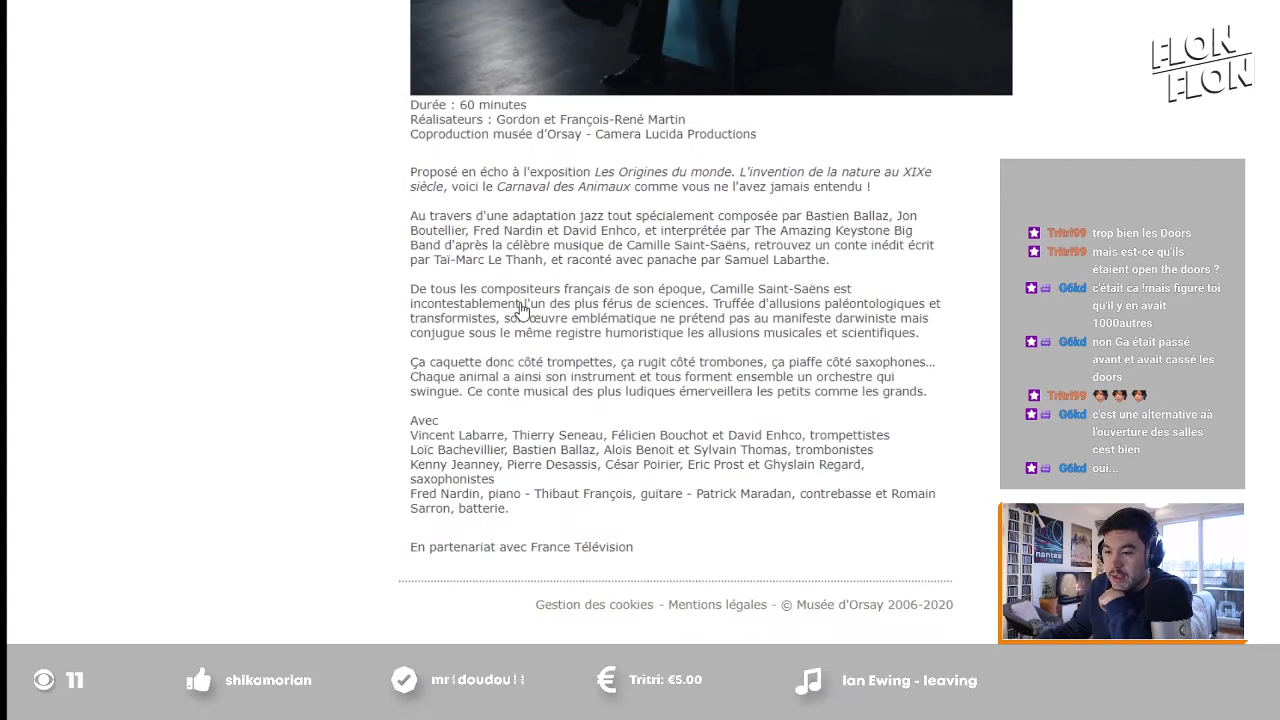 FLON
FLON
Durée : 60 minutes
Réalisateurs : Gordon et François-René Martin
Coproduction musée d'Orsay - Camera Lucida Productions
Proposé en écho à l'exposition Les Origines du monde. L'invention de la nature au XIXe
siècle, voici le Carnaval des Animaux comme vous ne l'avez jamais entendu !
Au travers d'une adaptation jazz tout spécialement composée par Bastien Ballaz, Jon
Boutellier, Fred Nardin et David Enhco, et interprétée par The Amazing Keystone Big
Band d'après la célèbre musique de Camille Saint-Saëns, retrouvez un conte inédit écrit
par Taï-Marc Le Thanh, et raconté avec panache par Samuel Labarthe.
De tous les compositeurs français de son époque, Camille Saint-Saëns est
incontestablement l'un des plus férus de sciences. Truffée d'allusions paléontologiques et
transformistes, son œuvre emblématique ne prétend pas au manifeste darwiniste mais
conjugue sous le même registre humoristique les allusions musicales et scientifiques.
Ça caquette donc côté trompettes, ça rugit côté trombones, ça piaffe côté saxophones...
Chaque animal a ainsi son instrument et tous forment ensemble un orchestre qui
swingue. Ce conte musical des plus ludiques émerveillera les petits comme les grands.
Avec
Vincent Labarre, Thierry Seneau, Félicien Bouchot et David Enhco, trompettistes
Loïc Bachevillier, Bastien Ballaz, Aloïs Benoit et Sylvain Thomas, trombonistes
Kenny Jeanney, Pierre Desassis, César Poirier, Eric Prost et Ghyslain Regard,
saxophonistes
Fred Nardin, piano - Thibaut François, guitare - Patrick Maradan, contrebasse et Romain
Sarron, batterie.
En partenariat avec France Télévision
Gestion des cookies - Mentions légales - © Musée d'Orsay 2006-2020
Tritri99 trop bien les Doors
Tritri99 mais est-ce qu'ils
étaient open the doors ?
G6kd c'était ca !mais figure toi
qu'il y en avait
1000autres
G6kd non Ga était passé
avant et avait cassé les
doors
Tritri99
G6kd c'est une alternative aà
l'ouverture des salles
cest bien
G6kd oui...
nantes
11
shikamorian
mr!doudou!!
€ Tritri: €5.00
Ian Ewing - leaving